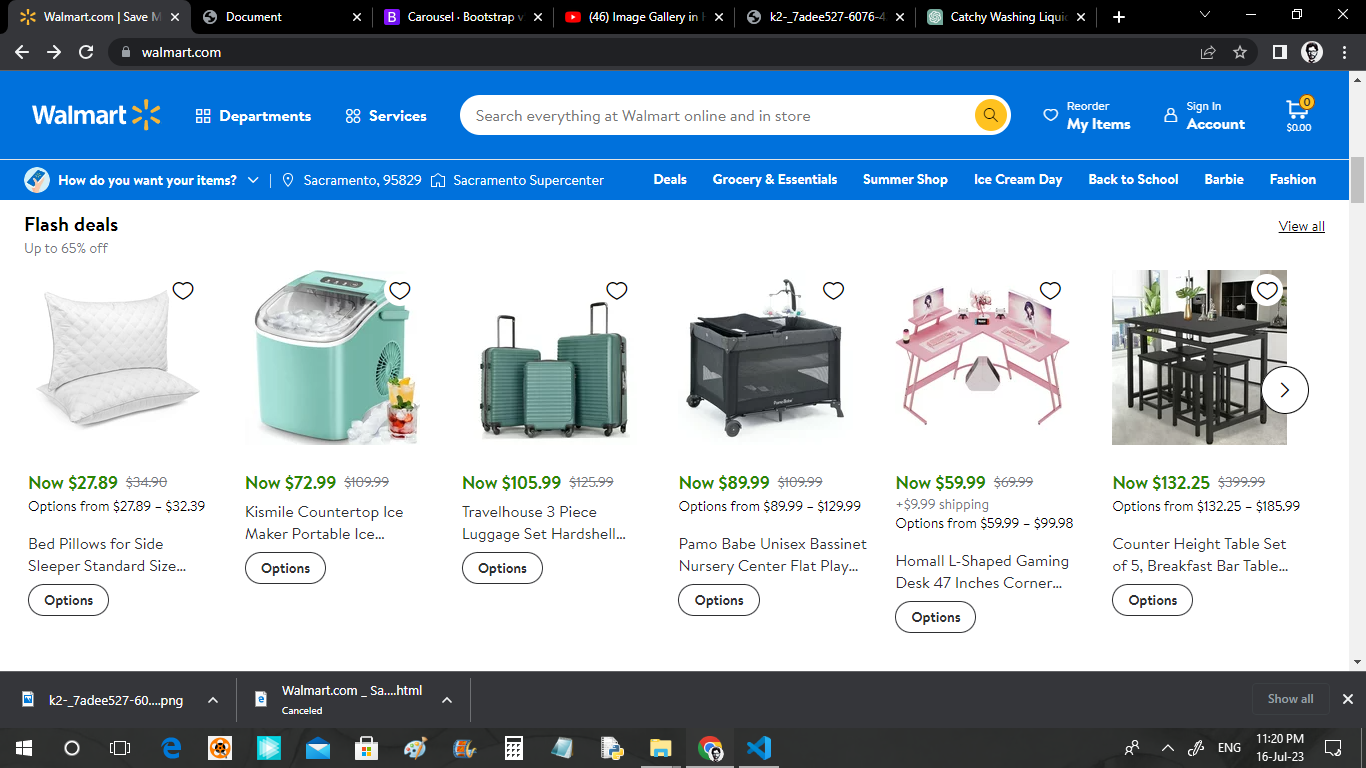 Walmart.com | Save M
Document
Carousel · Bootstrap v
(46) Image Gallery in H
k2-_7adee527-6076-4
Catchy Washing Liquid
walmart.com
Walmart
Departments
Services
Search everything at Walmart online and in store
Reorder
My Items
Sign In
Account
0
$0.00
How do you want your items?
Sacramento, 95829
Sacramento Supercenter
Deals
Grocery & Essentials
Summer Shop
Ice Cream Day
Back to School
Barbie
Fashion
Flash deals
View all
Up to 65% off
Now $27.89 $34.90
Options from $27.89 – $32.39
Bed Pillows for Side
Sleeper Standard Size...
Options
Now $72.99 $109.99
Kismile Countertop Ice
Maker Portable Ice...
Options
Now $105.99 $125.99
Travelhouse 3 Piece
Luggage Set Hardshell...
Options
Pamo Babe
Now $89.99 $109.99
Options from $89.99 – $129.99
Pamo Babe Unisex Bassinet
Nursery Center Flat Play...
Options
Now $59.99 $69.99
+$9.99 shipping
Options from $59.99 – $99.98
Homall L-Shaped Gaming
Desk 47 Inches Corner...
Options
Now $132.25 $399.99
Options from $132.25 – $185.99
Counter Height Table Set
of 5, Breakfast Bar Table...
Options
k2-_7adee527-60....png
Walmart.com _ Sa....html
Canceled
Show all
ENG
11:20 PM
16-Jul-23